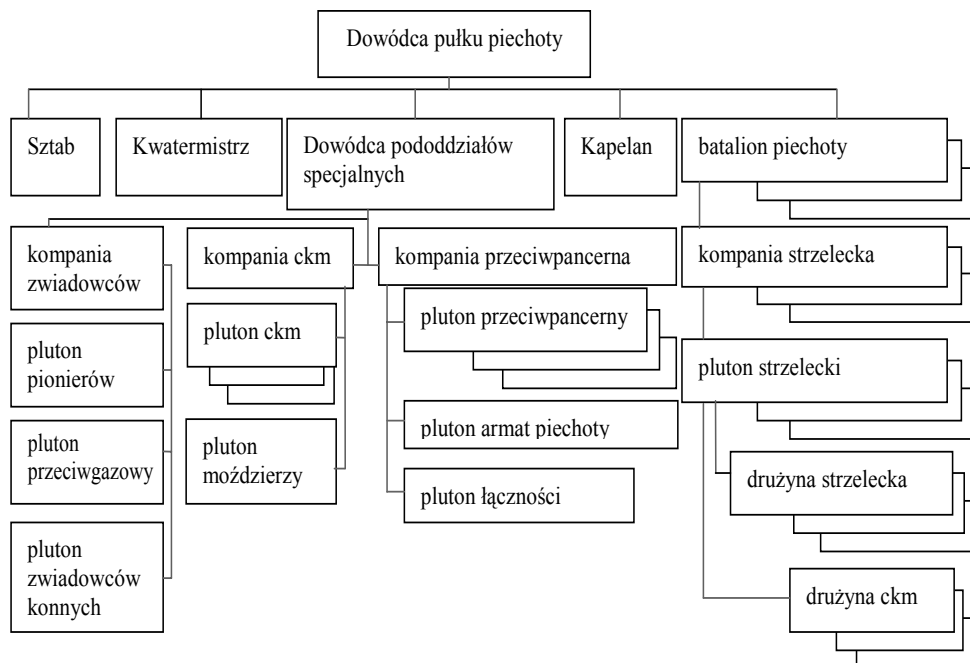 Dowódca pułku piechoty
Sztab
Kwatermistrz
Dowódca pododdziałów
specjalnych
Kapelan
batalion piechoty
kompania
zwiadowców
kompania ckm
kompania przeciwpancerna
kompania strzelecka
pluton
pionierów
pluton ckm
pluton przeciwpancerny
pluton strzelecki
pluton
przeciwgazowy
pluton
moździerzy
pluton armat piechoty
drużyna strzelecka
pluton łączności
pluton
zwiadowców
konnych
drużyna ckm